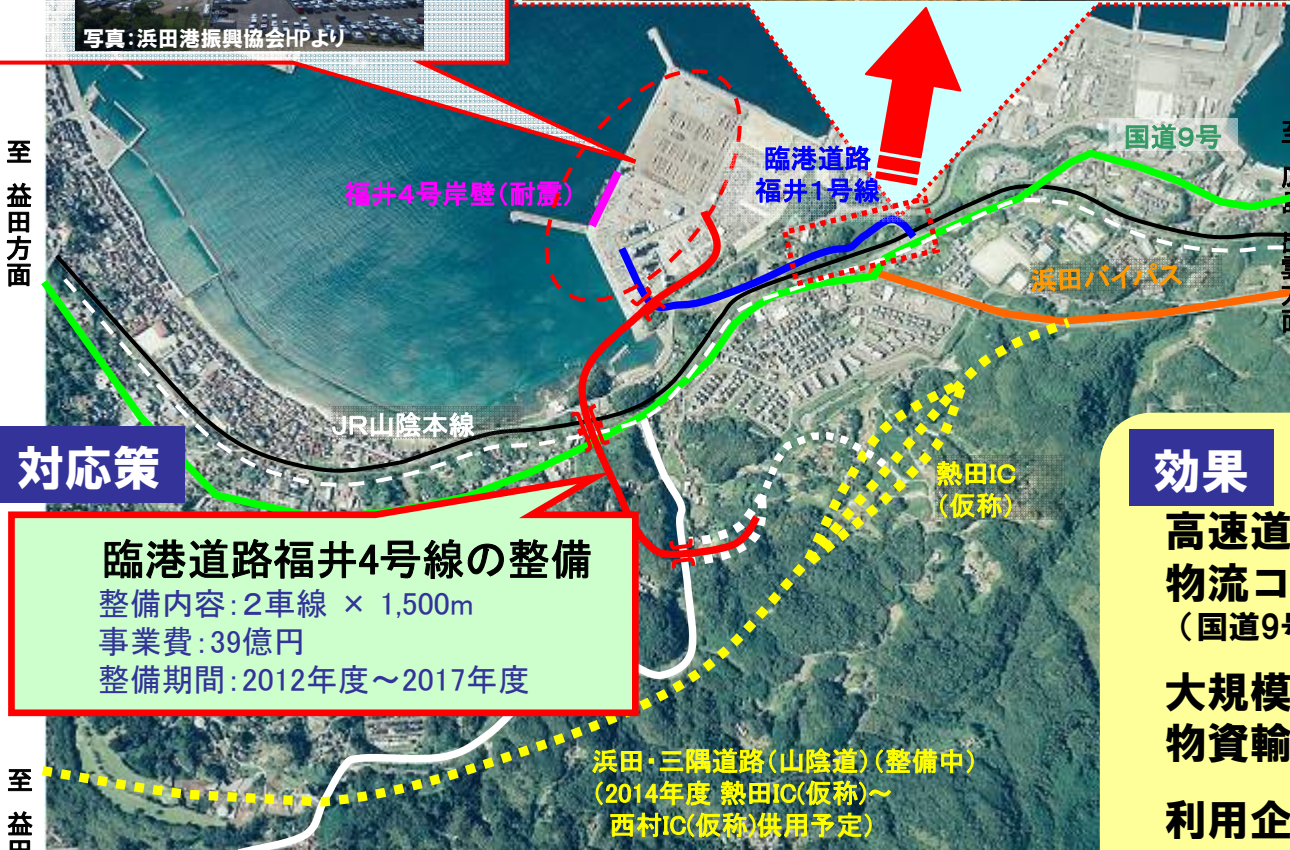 写真：浜田港振興協会HPより
至 益田方面
福井4号岸壁(耐震)
臨港道路
福井1号線
国道9号
浜田バイパス
JR山陰本線
対応策
臨港道路福井4号線の整備
整備内容：２車線 × 1,500m
事業費：39億円
整備期間：2012年度～2017年度
熱田IC
（仮称）
効果
高速道
物流コ
（国道9号
大規模
物資輸
利用企
浜田・三隅道路(山陰道)(整備中)
(2014年度 熱田IC(仮称)～
西村IC(仮称)供用予定)
至 益田